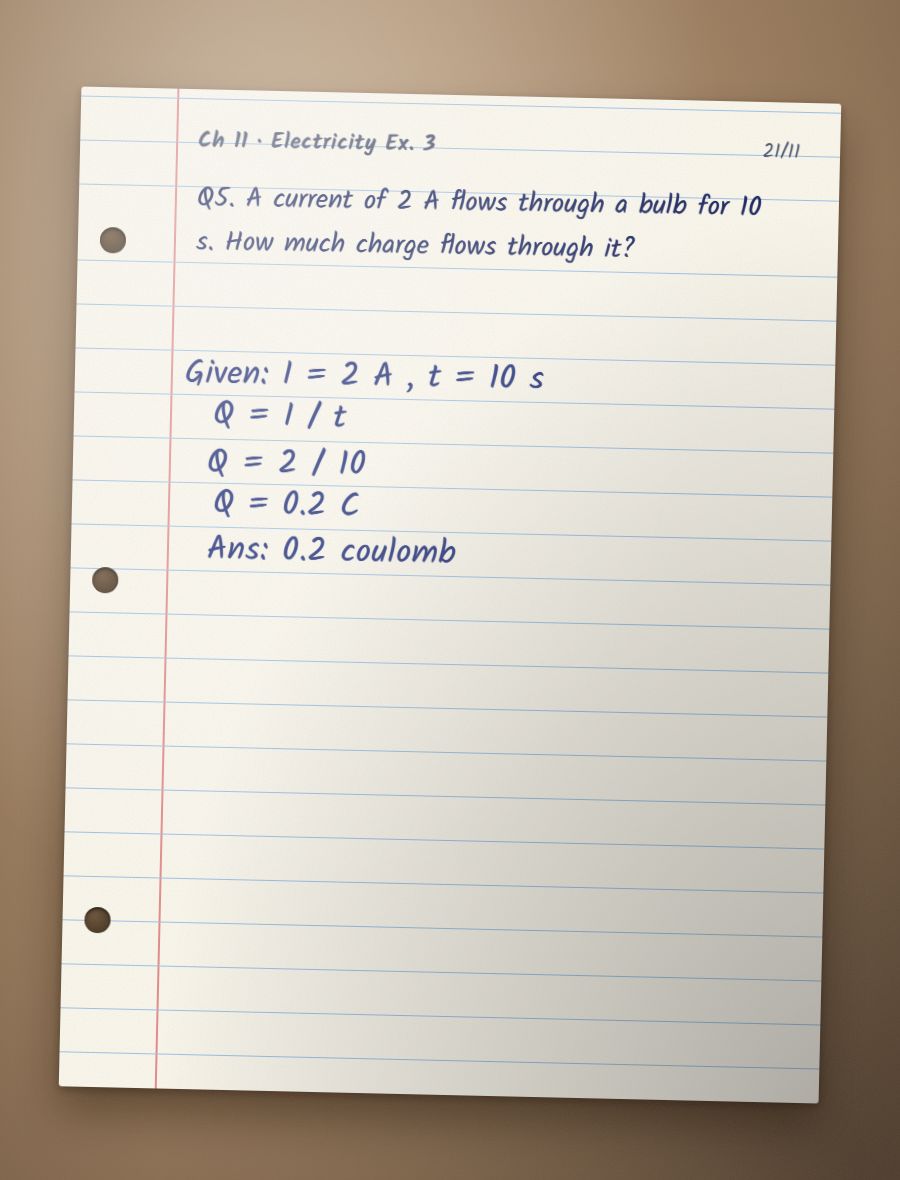 Ch 11 · Electricity Ex. 3
21/11
Q5. A current of 2 A flows through a bulb for 10
s. How much charge flows through it?
Given: I = 2 A , t = 10 s
Q = I / t
Q = 2 / 10
Q = 0.2 C
Ans: 0.2 coulomb